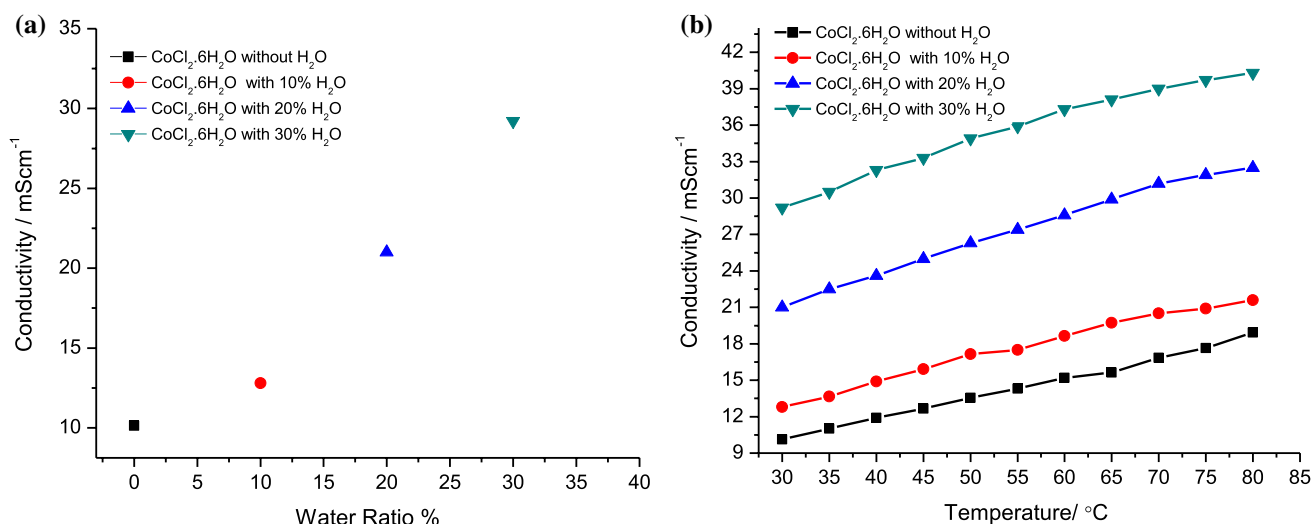 (a)
35
30
25
20
15
10
Conductivity / mScm⁻¹
CoCl₂.6H₂O without H₂O
CoCl₂.6H₂O with 10% H₂O
CoCl₂.6H₂O with 20% H₂O
CoCl₂.6H₂O with 30% H₂O
0 5 10 15 20 25 30 35 40
Water Ratio %
(b)
42
39
36
33
30
27
24
21
18
15
12
9
Conductivity / mScm⁻¹
CoCl₂.6H₂O without H₂O
CoCl₂.6H₂O with 10% H₂O
CoCl₂.6H₂O with 20% H₂O
CoCl₂.6H₂O with 30% H₂O
30 35 40 45 50 55 60 65 70 75 80 85
Temperature/ °C